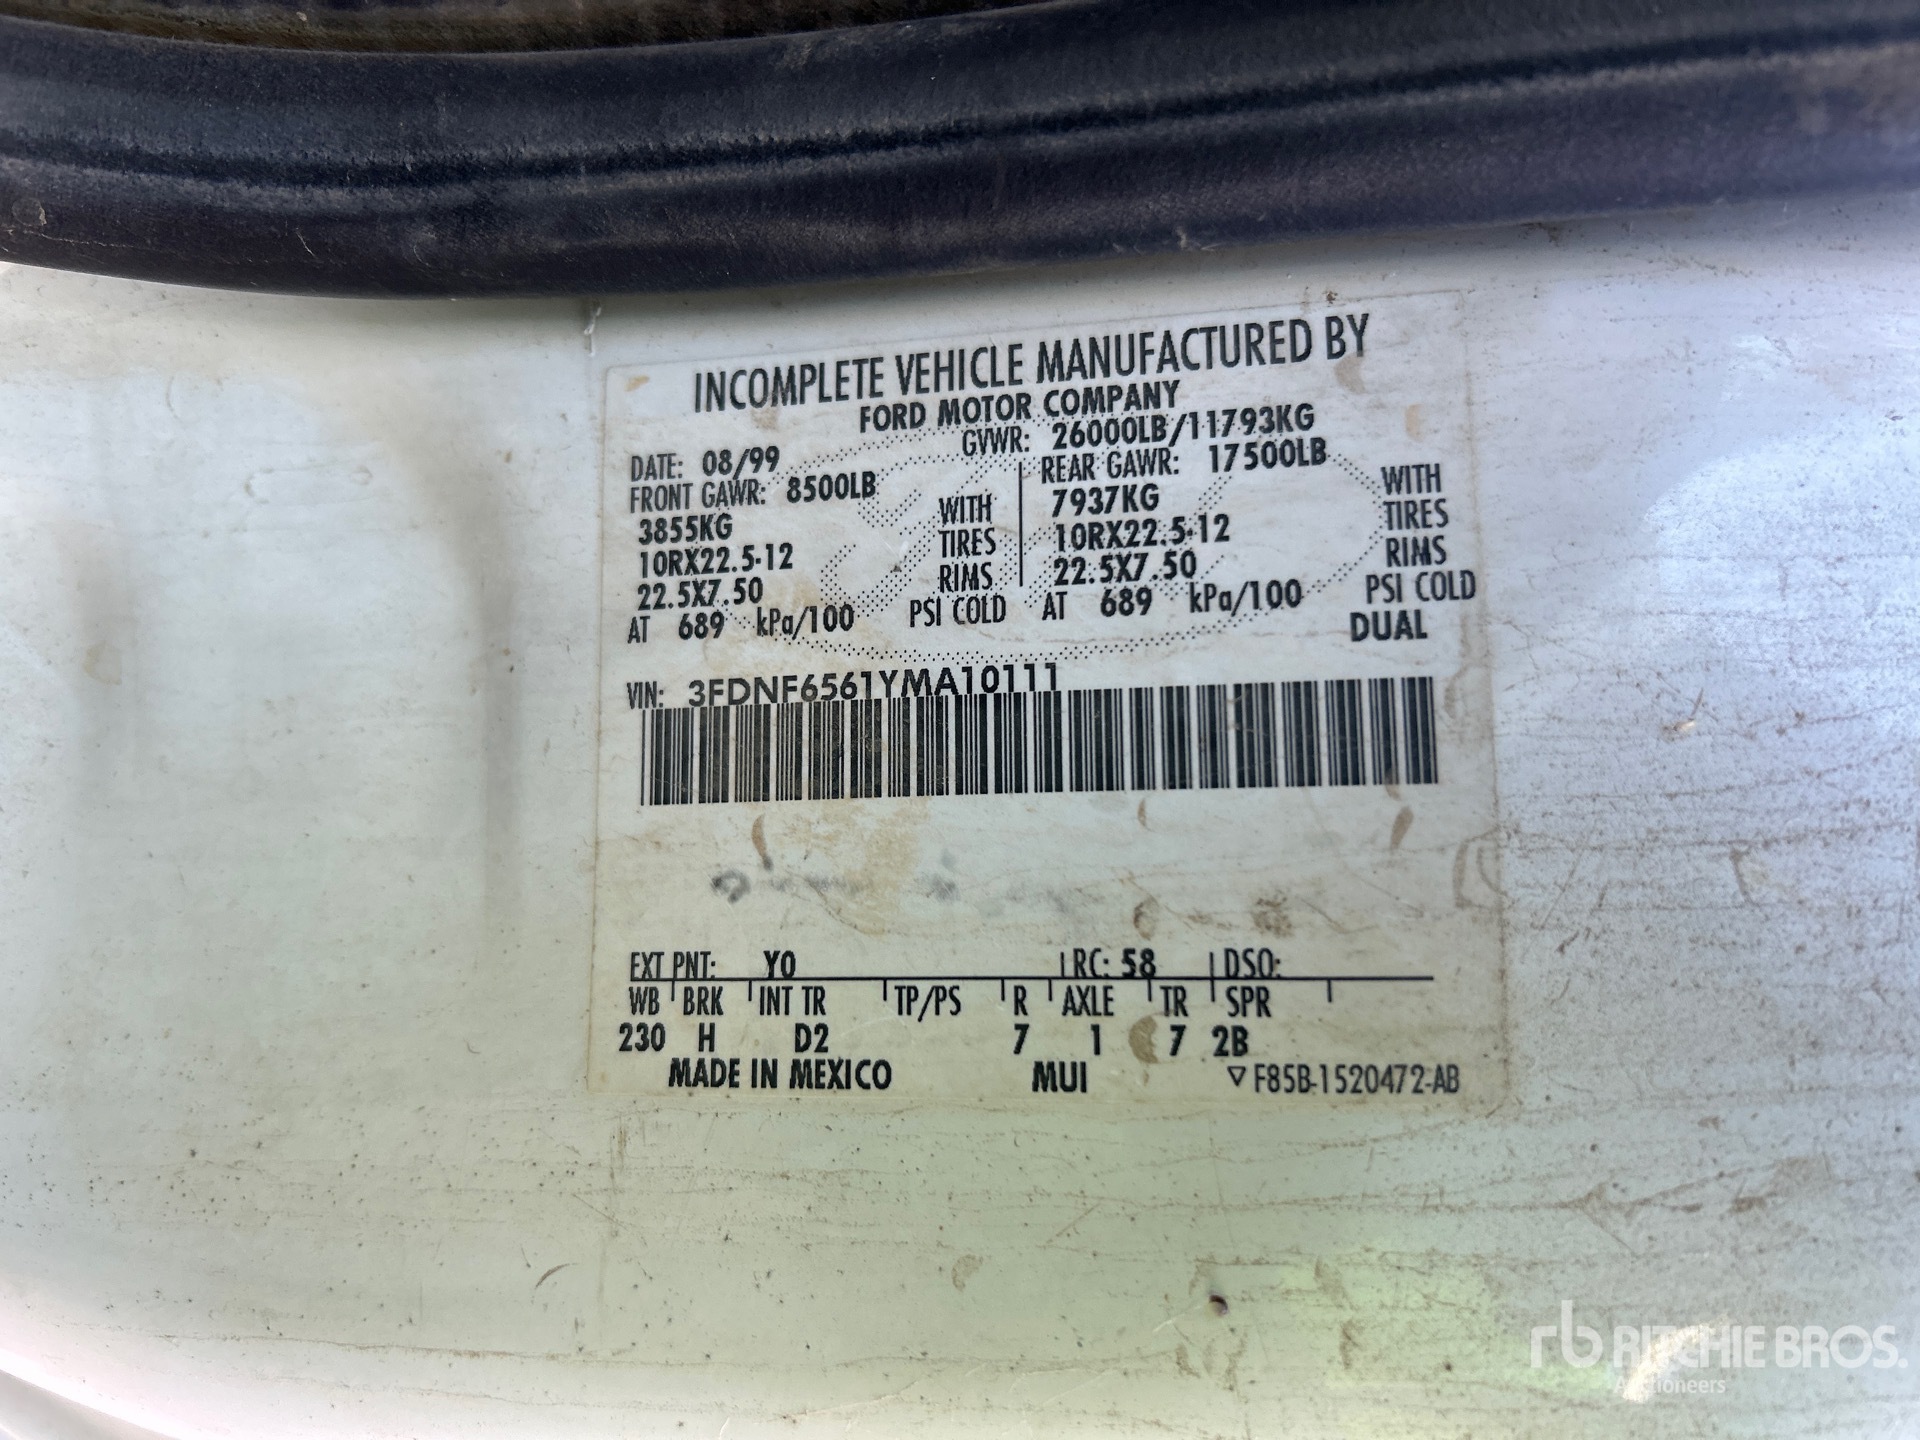 INCOMPLETE VEHICLE MANUFACTURED BY
FORD MOTOR COMPANY
DATE: 08/99 GVWR: 26000LB/11793KG
FRONT GAWR: 8500LB REAR GAWR: 17500LB
3855KG WITH 7937KG WITH
10RX22.5-12 TIRES 10RX22.5-12 TIRES
22.5X7.50 RIMS 22.5X7.50 RIMS
AT 689 kPa/100 PSI COLD AT 689 kPa/100 PSI COLD
DUAL
VIN: 3FDNF6561YMA10111
EXT PNT: Y0 RC: 58 DSO:
WB BRK INT TR TP/PS R AXLE TR SPR
230 H D2 7 1 7 2B
MADE IN MEXICO MUI ▽ F85B-1520472-AB
rb RITCHIE BROS.
Auctioneers